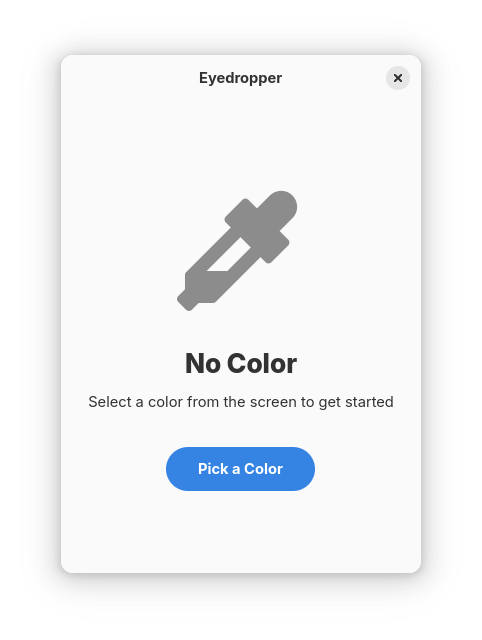 Eyedropper
No Color
Select a color from the screen to get started
Pick a Color